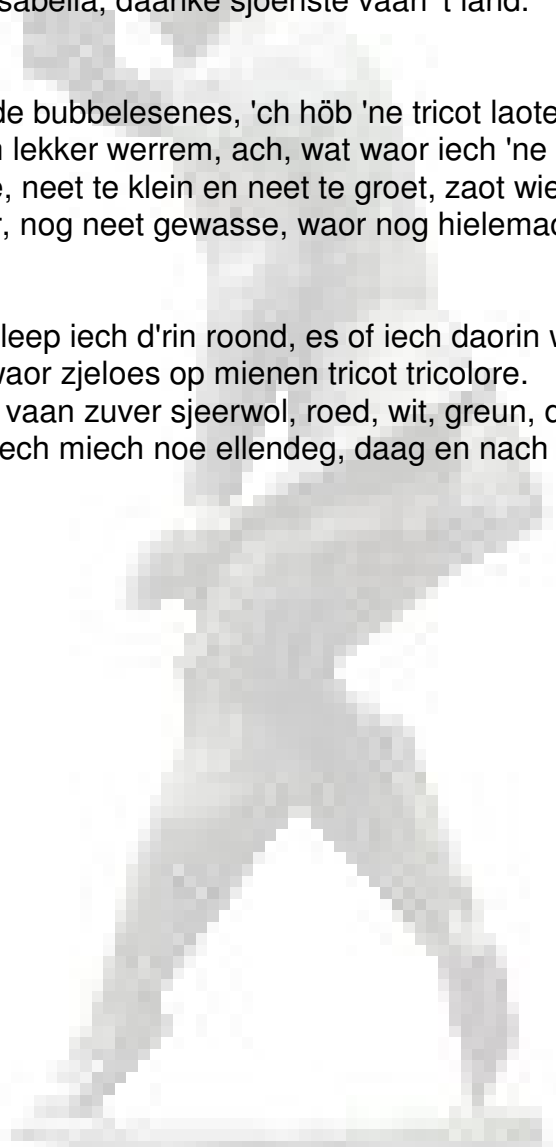 sabella, daanke sjoenste vaan 't land.
de bubbelesenes, 'ch höb 'ne tricot laote
lekker werrem, ach, wat waor iech 'ne
, neet te klein en neet te groet, zaot wie
, nog neet gewasse, waor nog hielemao
leep iech d'rin roond, es of iech daorin
waor zjeloes op mienen tricot tricolore.
vaan zuver sjeerwol, roed, wit, greun,
iech miech noe ellendeg, daag en nach